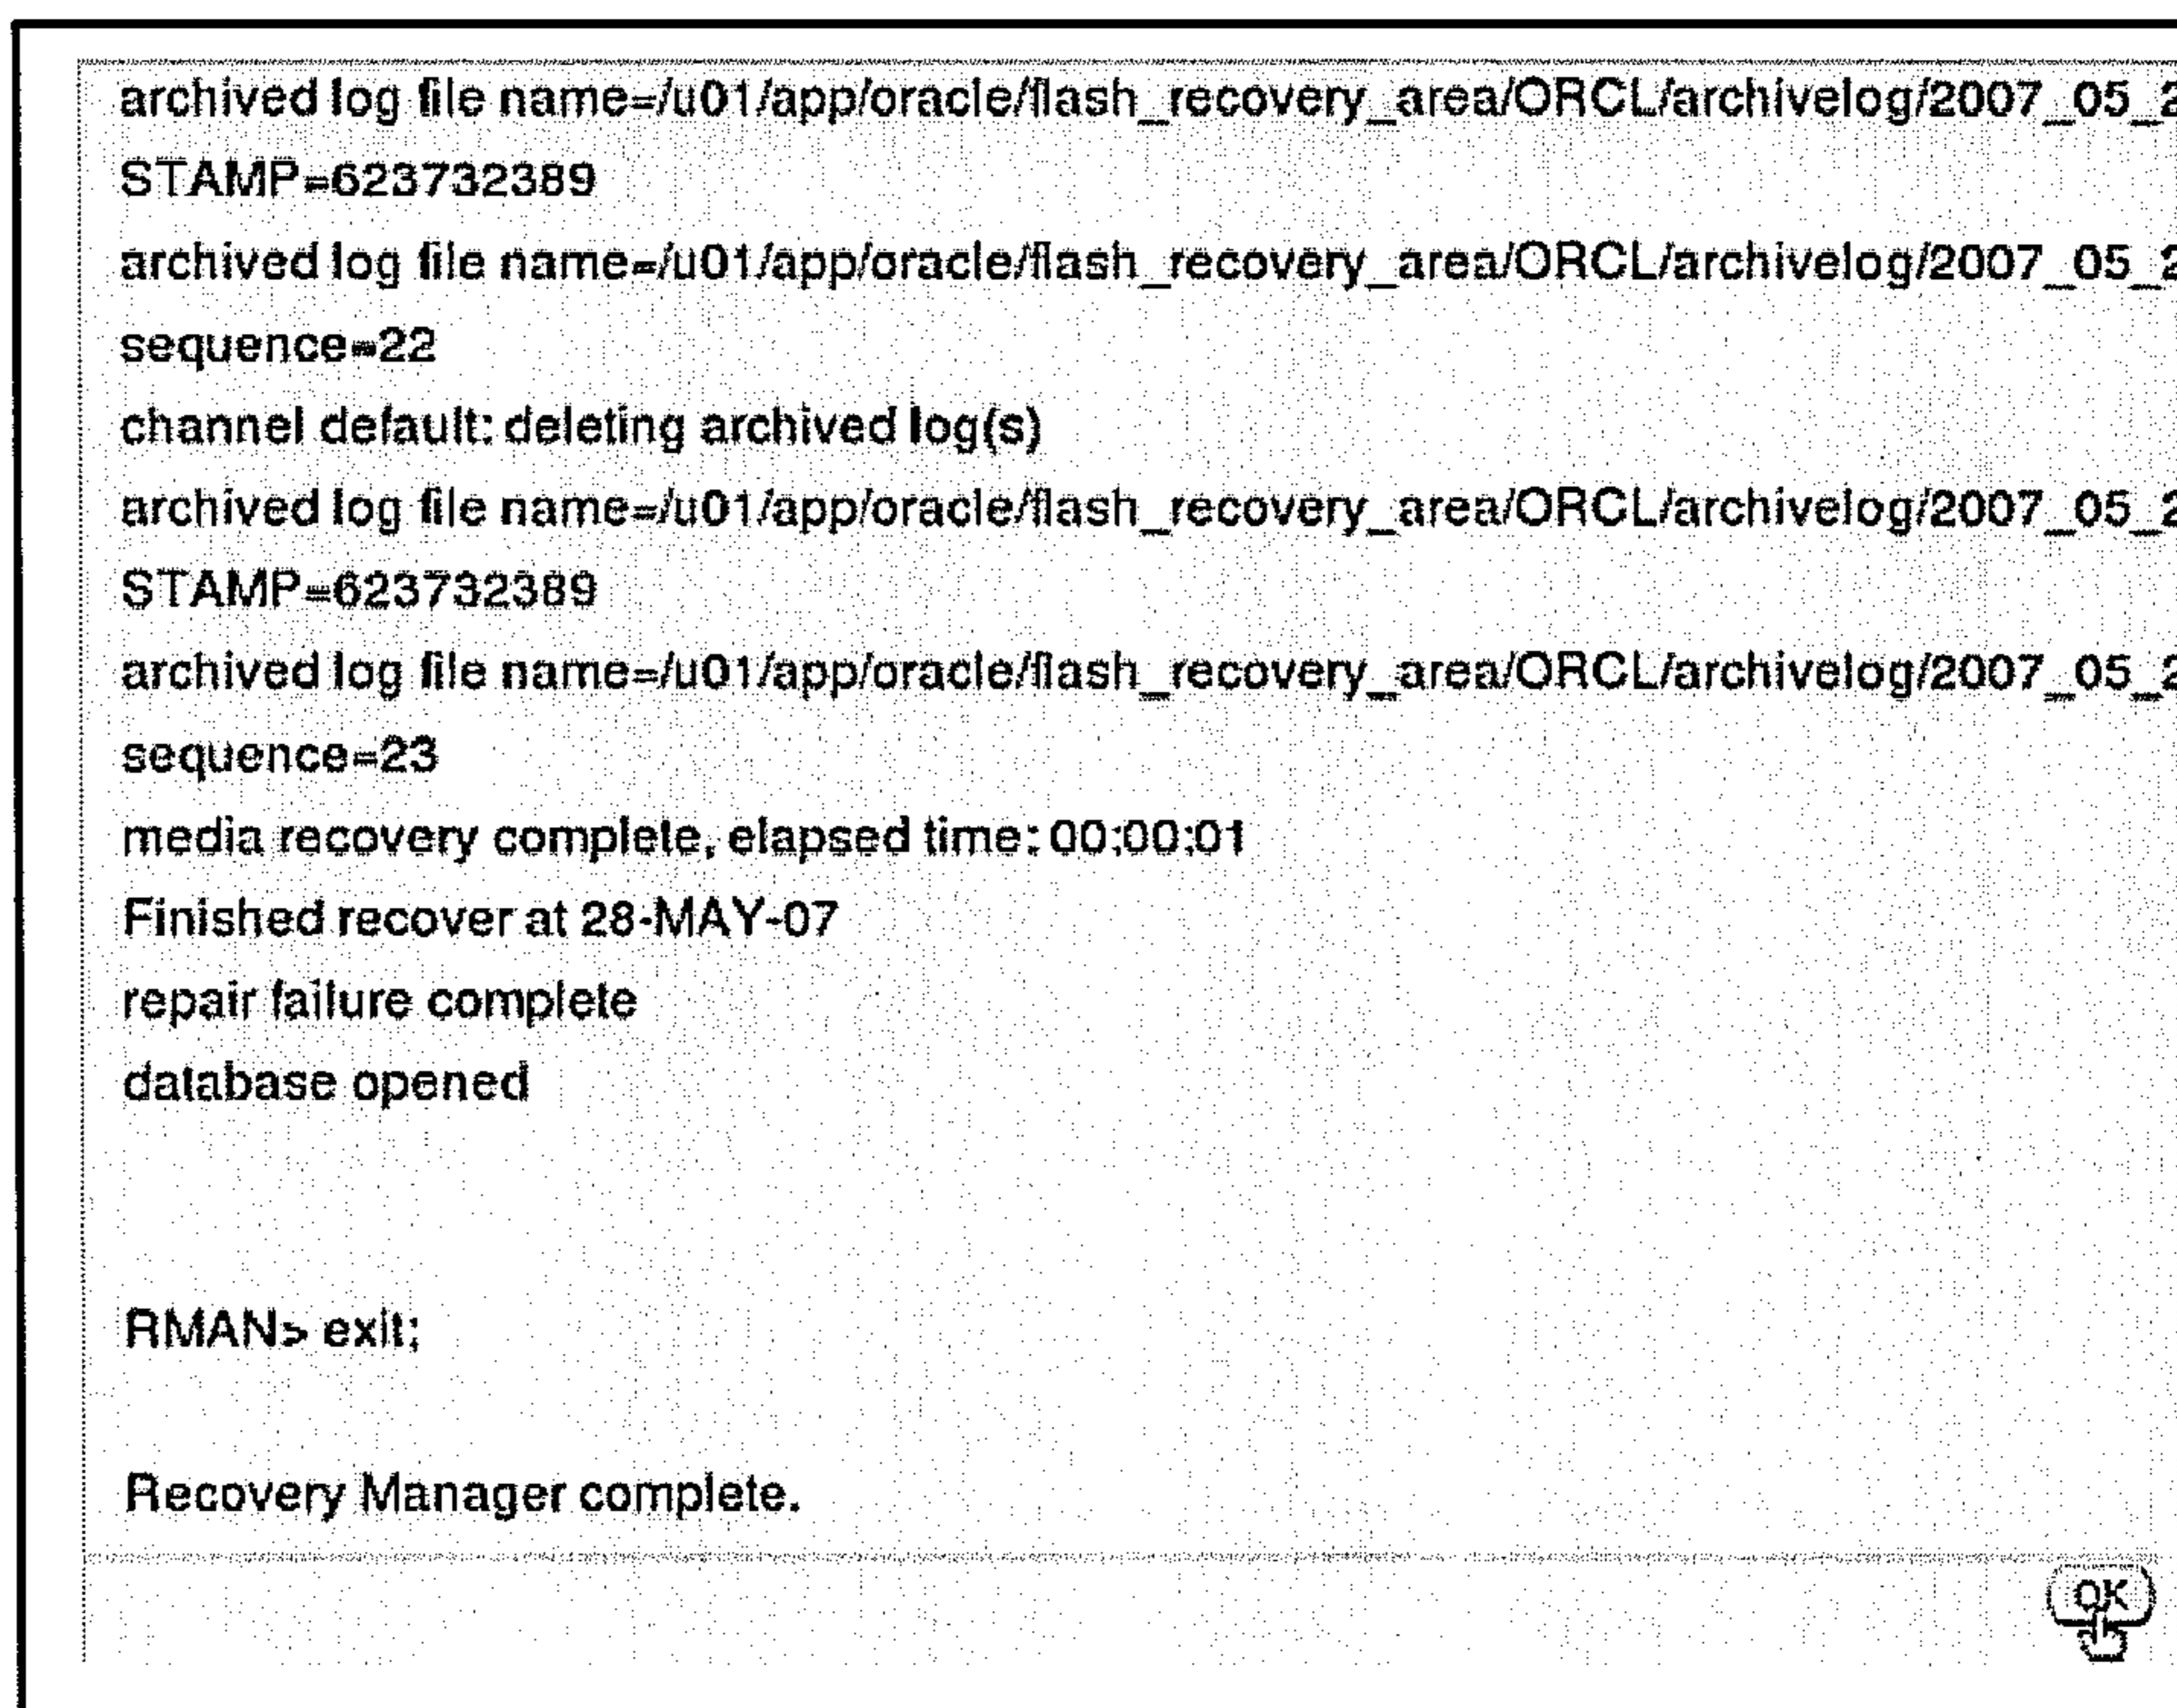 archived log file name=/u01/app/oracle/flash_recovery_area/ORCL/archivelog/2007_05_2
STAMP=623732389
archived log file name=/u01/app/oracle/flash_recovery_area/ORCL/archivelog/2007_05_2
sequence=22
channel default: deleting archived log(s)
archived log file name=/u01/app/oracle/flash_recovery_area/ORCL/archivelog/2007_05_2
STAMP=623732389
archived log file name=/u01/app/oracle/flash_recovery_area/ORCL/archivelog/2007_05_2
sequence=23
media recovery complete, elapsed time: 00:00:01
Finished recover at 28-MAY-07
repair failure complete
database opened
RMAN> exit;
Recovery Manager complete.
OK